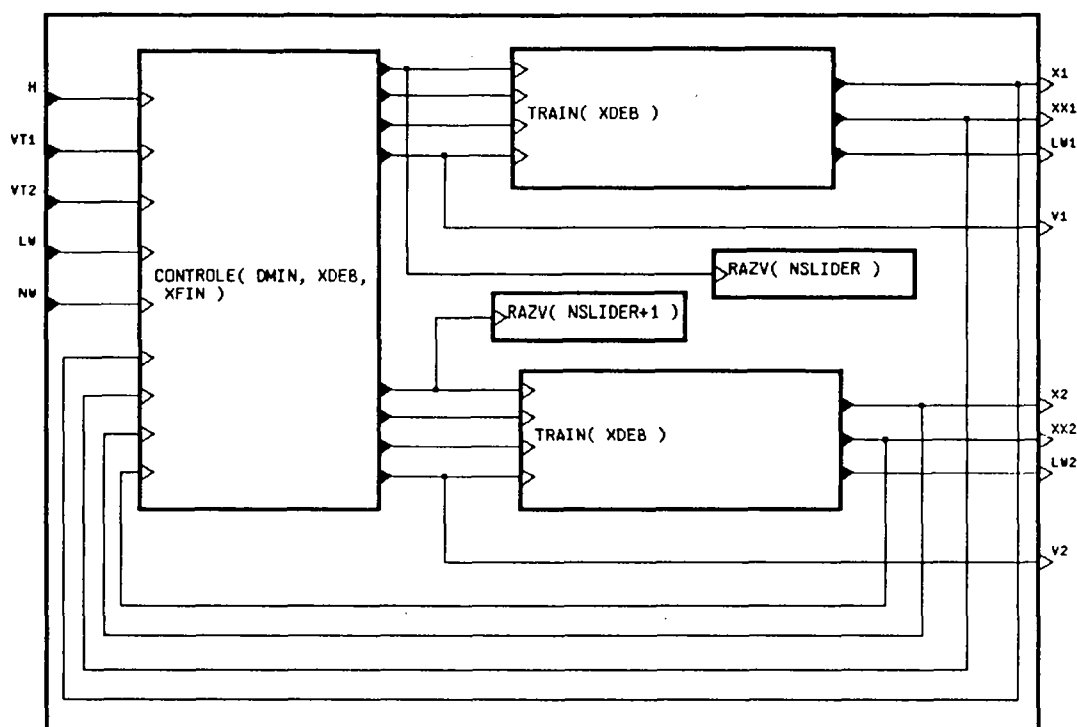 H
VT1
VT2
LW
NW
CONTROLE( DMIN, XDEB,
XFIN )
TRAIN( XDEB )
RAZV( NSLIDER )
RAZV( NSLIDER+1 )
TRAIN( XDEB )
X1
XX1
LW1
V1
X2
XX2
LW2
V2